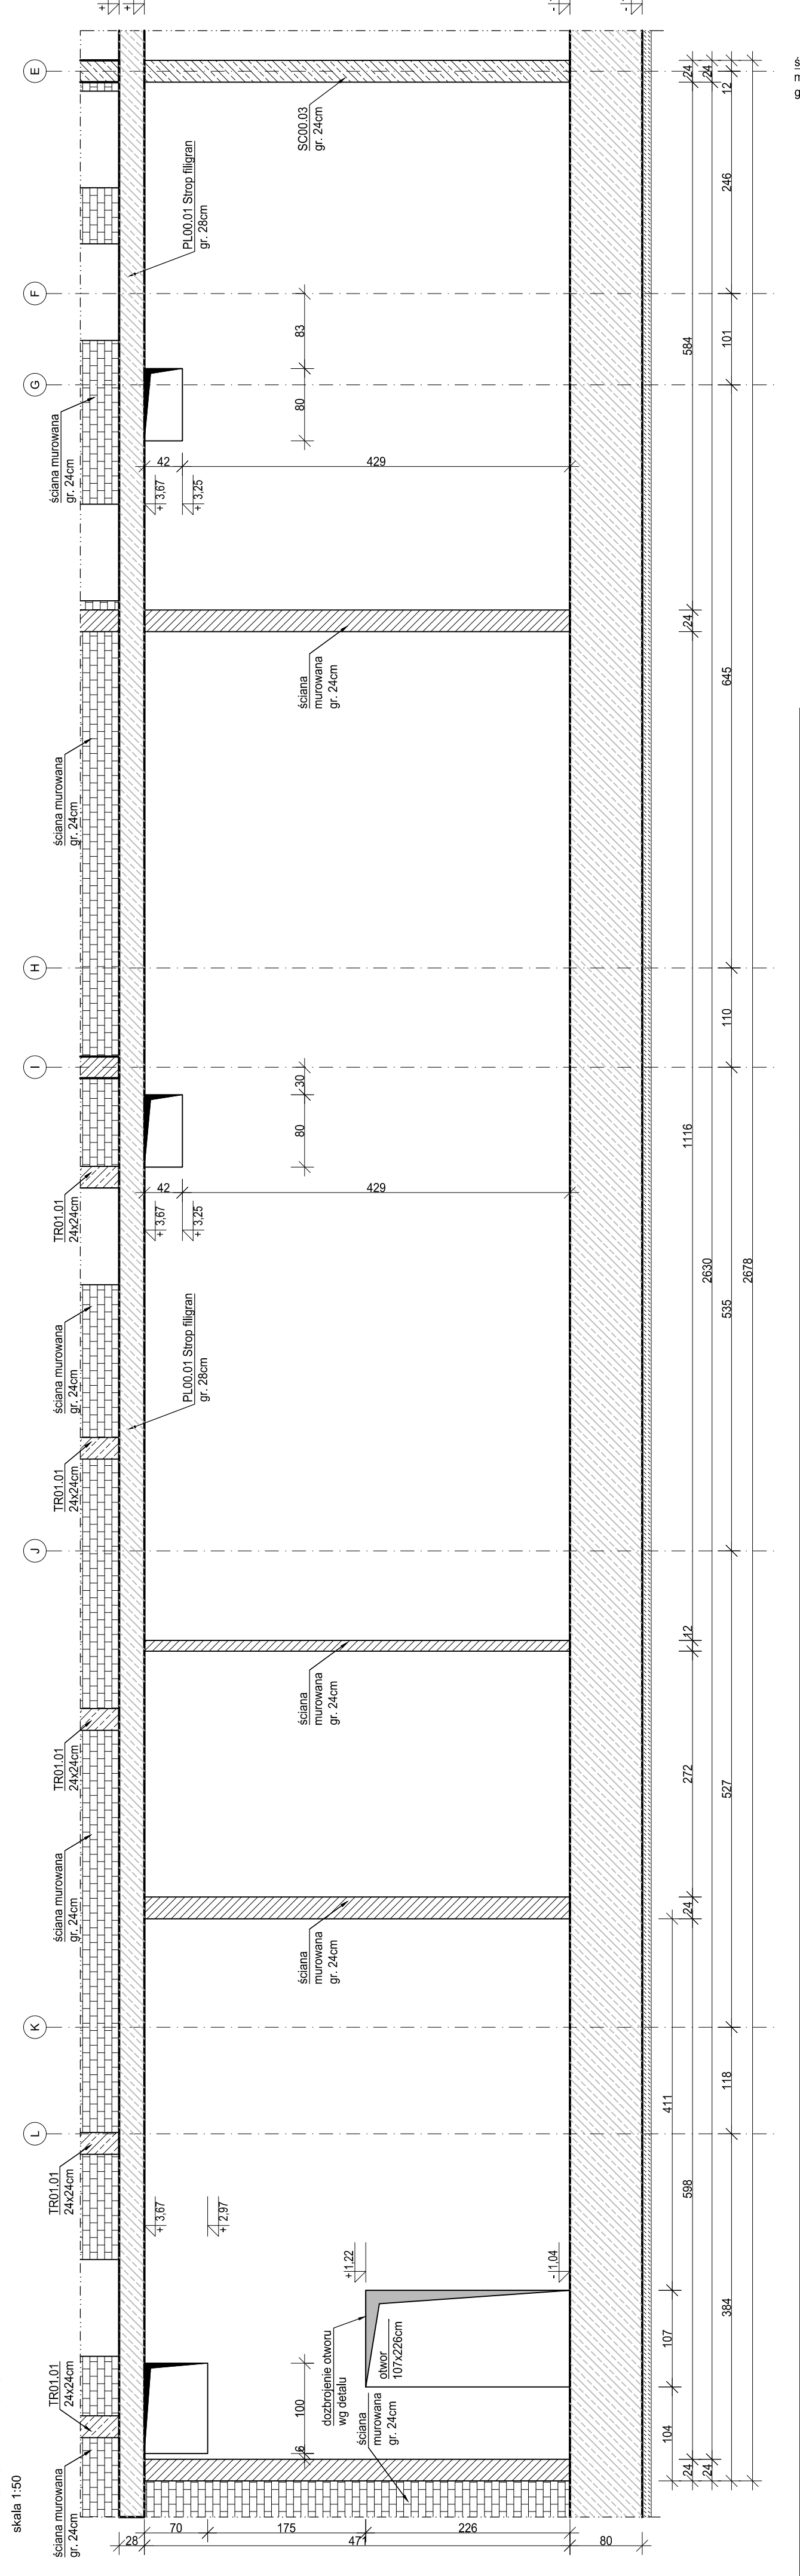 skala 1:50
ściana murowana
gr. 24cm
TR01.01
24x24cm
TR01.01
24x24cm
ściana murowana
gr. 24cm
TR01.01
24x24cm
TR01.01
24x24cm
ściana murowana
gr. 24cm
TR01.01
24x24cm
ściana murowana
gr. 24cm
ściana murowana
gr. 24cm
L
K
J
I
H
G
F
E
PL00.01 Strop filigran
gr. 28cm
PL00.01 Strop filigran
gr. 28cm
+ 3,67
+ 2,97
+ 3,67
+ 3,25
+ 3,67
+ 3,25
42
429
42
429
6
100
80
30
80
83
dozbrojenie otworu
wg detalu
ściana
murowana
gr. 24cm
otwor
107x226cm
+1,22
- 1,04
ściana
murowana
gr. 24cm
ściana
murowana
gr. 24cm
ściana
murowana
gr. 24cm
SC00.03
gr. 24cm
28
70
175
226
471
80
104
107
411
24
598
24
272
12
1116
24
584
24
24
2630
24
384
118
527
535
110
645
101
246
12
2678